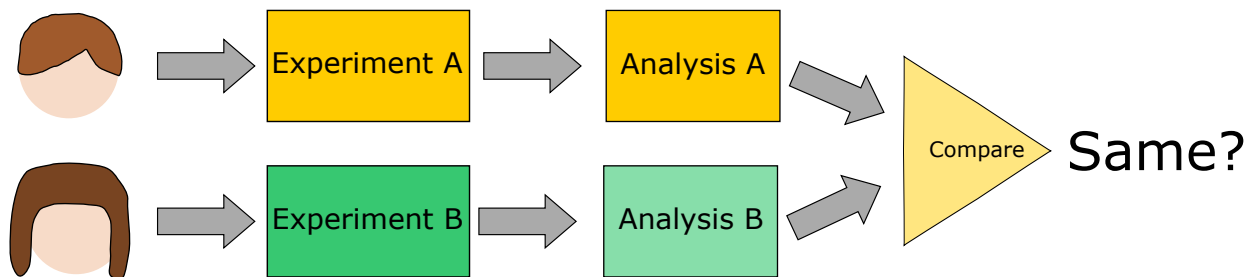 Experiment A
Analysis A
Compare
Same?
Experiment B
Analysis B